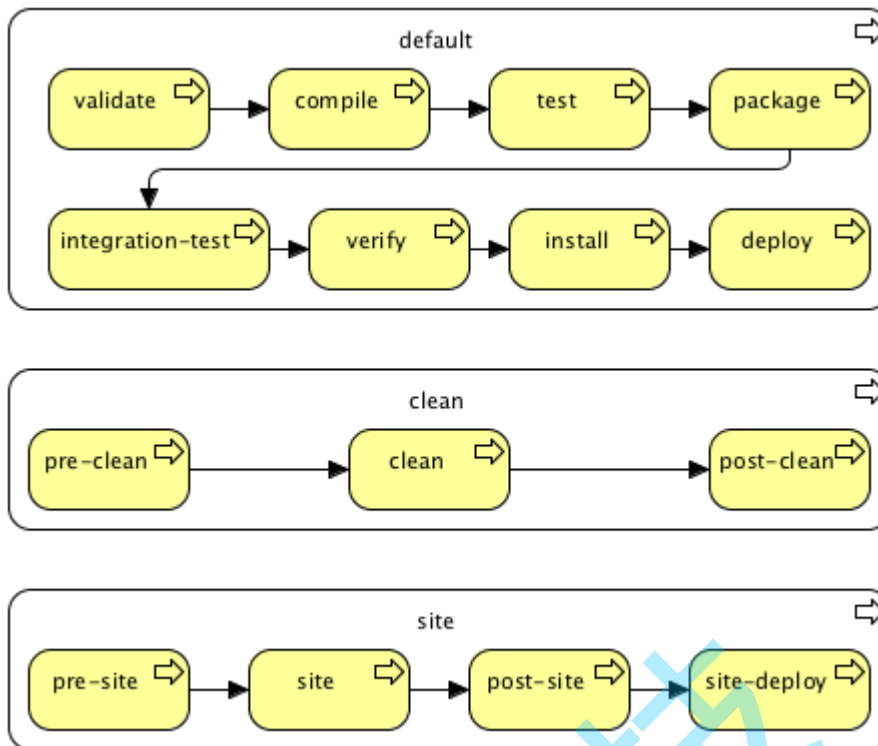 default
validate compile test package
integration-test verify install deploy
clean
pre-clean clean post-clean
site
pre-site site post-site site-deploy